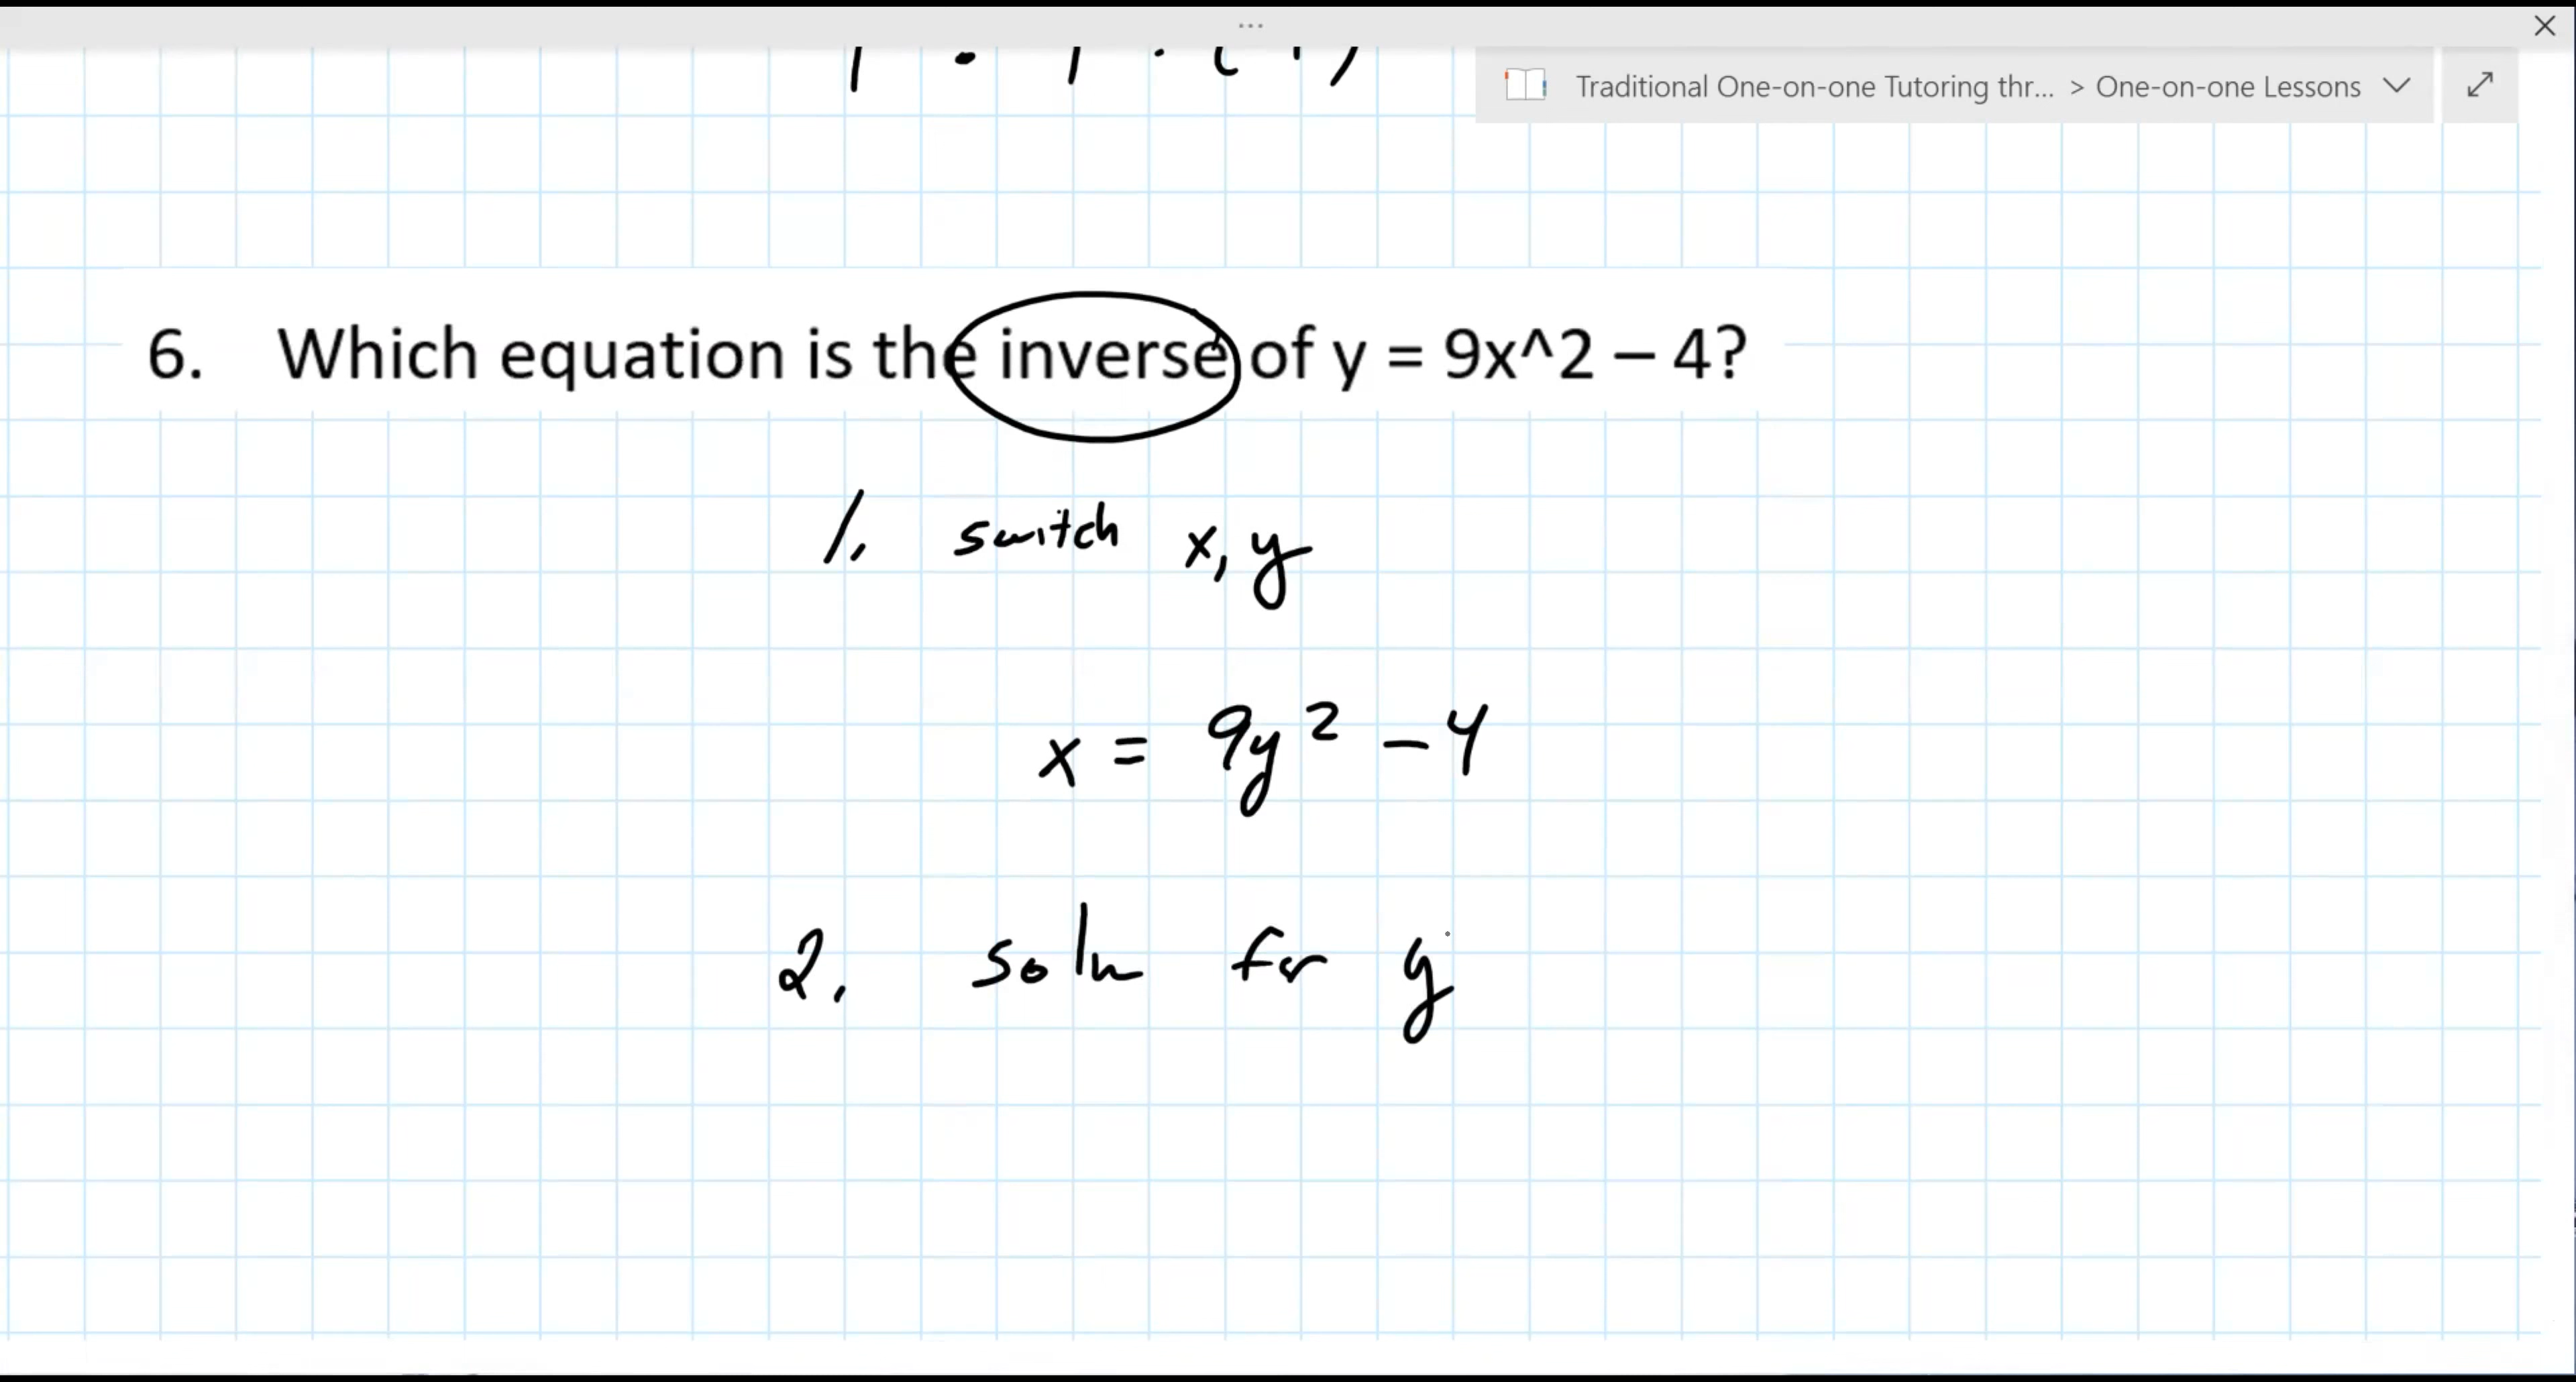 ...
Traditional One-on-one Tutoring thr... > One-on-one Lessons
6. Which equation is the inverse of y = 9x^2 – 4?
1. switch x, y
x = 9y² - 4
2. solve for y